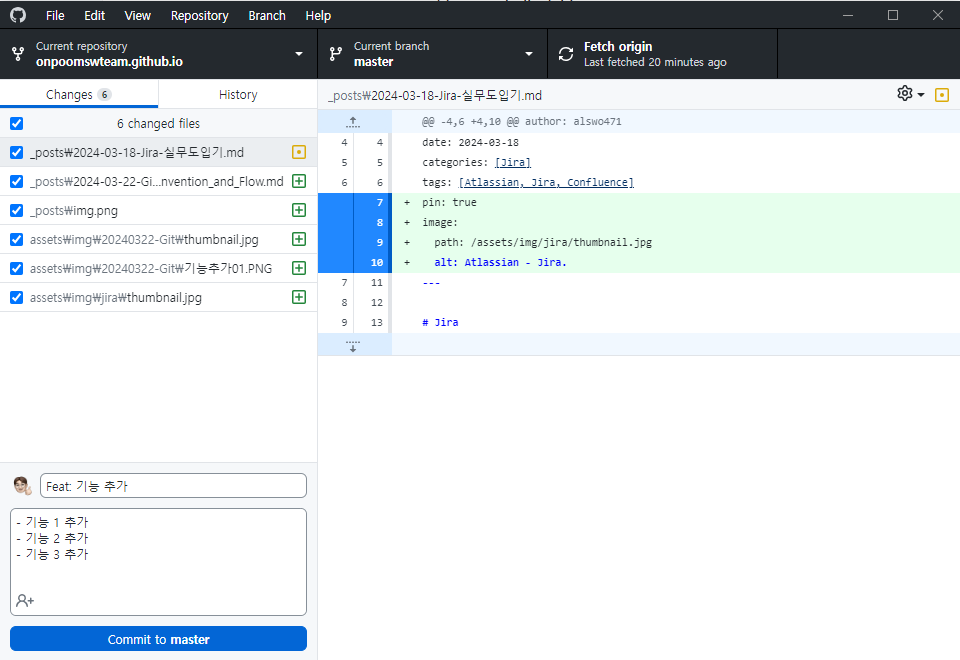 File Edit View Repository Branch Help
Current repository
onpoomswteam.github.io
Current branch
master
Fetch origin
Last fetched 20 minutes ago
Changes 6 History
6 changed files
_posts₩2024-03-18-Jira-실무도입기.md
_posts₩2024-03-22-Gi...nvention_and_Flow.md
_posts₩img.png
assets₩img₩20240322-Git₩thumbnail.jpg
assets₩img₩20240322-Git₩기능추가01.PNG
assets₩img₩jira₩thumbnail.jpg
Feat: 기능 추가
- 기능 1 추가
- 기능 2 추가
- 기능 3 추가
Commit to master
_posts₩2024-03-18-Jira-실무도입기.md
@@ -4,6 +4,10 @@ author: alswo471
4 4 date: 2024-03-18
5 5 categories: [Jira]
6 6 tags: [Atlassian, Jira, Confluence]
7 + pin: true
8 + image:
9 + path: /assets/img/jira/thumbnail.jpg
10 + alt: Atlassian - Jira.
7 11 ---
8 12
9 13 # Jira